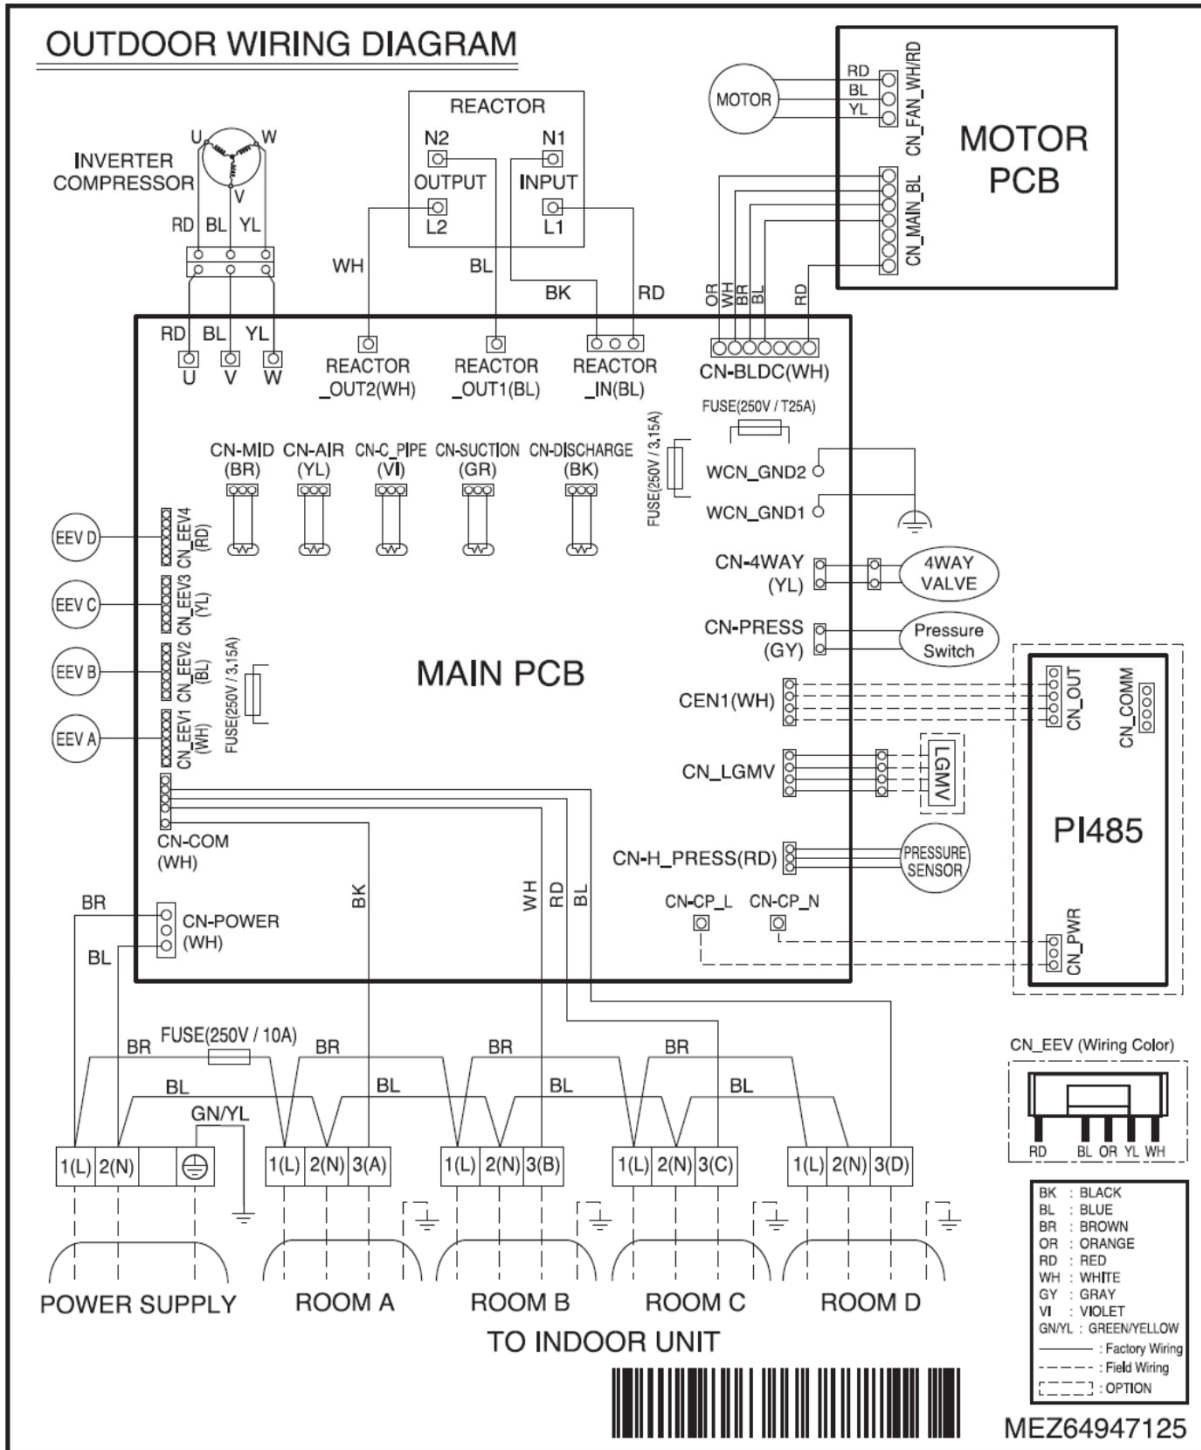 OUTDOOR WIRING DIAGRAM
INVERTER
COMPRESSOR
U
W
V
RD
BL
YL
RD
BL
YL
U
V
W
REACTOR
N2
N1
OUTPUT
INPUT
L2
L1
WH
BL
BK
RD
MOTOR
RD
BL
YL
CN_FAN_WH/RD
CN_MAIN_BL
MOTOR
PCB
OR
WH
BR
BL
RD
REACTOR
_OUT2(WH)
REACTOR
_OUT1(BL)
REACTOR
_IN(BL)
CN-BLDC(WH)
FUSE(250V / T25A)
FUSE(250V / 3.15A)
CN-MID
(BR)
CN-AIR
(YL)
CN-C_PIPE
(VI)
CN-SUCTION
(GR)
CN-DISCHARGE
(BK)
WCN_GND2
WCN_GND1
EEV D
CN_EEV4
(RD)
EEV C
CN_EEV3
(YL)
EEV B
CN_EEV2
(BL)
EEV A
CN_EEV1
(WH)
FUSE(250V / 3.15A)
MAIN PCB
CN-4WAY
(YL)
4WAY
VALVE
CN-PRESS
(GY)
Pressure
Switch
CEN1(WH)
CN_LGMV
LGMV
CN-H_PRESS(RD)
PRESSURE
SENSOR
CN-CP_L
CN-CP_N
CN_OUT
CN_COMM
PI485
CN_PWR
CN-COM
(WH)
BK
WH
RD
BL
BR
CN-POWER
(WH)
BL
FUSE(250V / 10A)
BR
BR
BR
BR
BL
BL
BL
BL
GN/YL
1(L)
2(N)
1(L)
2(N)
3(A)
1(L)
2(N)
3(B)
1(L)
2(N)
3(C)
1(L)
2(N)
3(D)
POWER SUPPLY
ROOM A
ROOM B
ROOM C
ROOM D
TO INDOOR UNIT
CN_EEV (Wiring Color)
RD
BL
OR
YL
WH
BK : BLACK
BL : BLUE
BR : BROWN
OR : ORANGE
RD : RED
WH : WHITE
GY : GRAY
VI : VIOLET
GN/YL : GREEN/YELLOW
: Factory Wiring
: Field Wiring
: OPTION
MEZ64947125